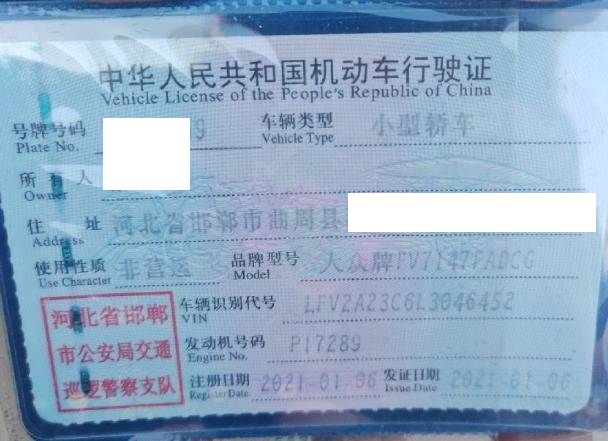 中华人民共和国机动车行驶证
Vehicle License of the People's Republic of China
号牌号码 9 车辆类型 小型轿车
Plate No. Vehicle Type
所有人
Owner
住址 河北省邯郸市曲周县
Address
使用性质 非营运 品牌型号 大众牌FV7147FADCG
Use Character Model
河北省邯郸
市公安局交通
巡逻警察支队
车辆识别代号 LFV2A23C6L3046452
VIN
发动机号码 P17289
Engine No.
注册日期 2021-01-06 发证日期 2021-01-06
Register Date Issue Date